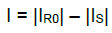 I = |IR0| – |IS|